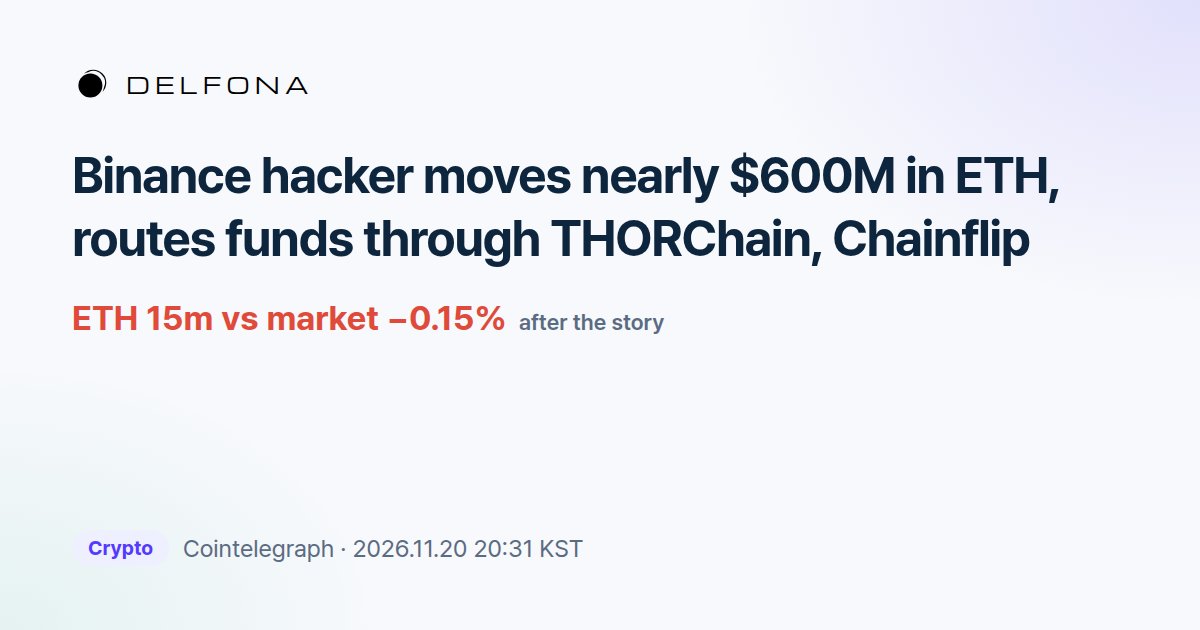 DELFONA
Binance hacker moves nearly $600M in ETH,
routes funds through THORChain, Chainflip
ETH 15m vs market −0.15% after the story
Crypto Cointelegraph · 2026.11.20 20:31 KST